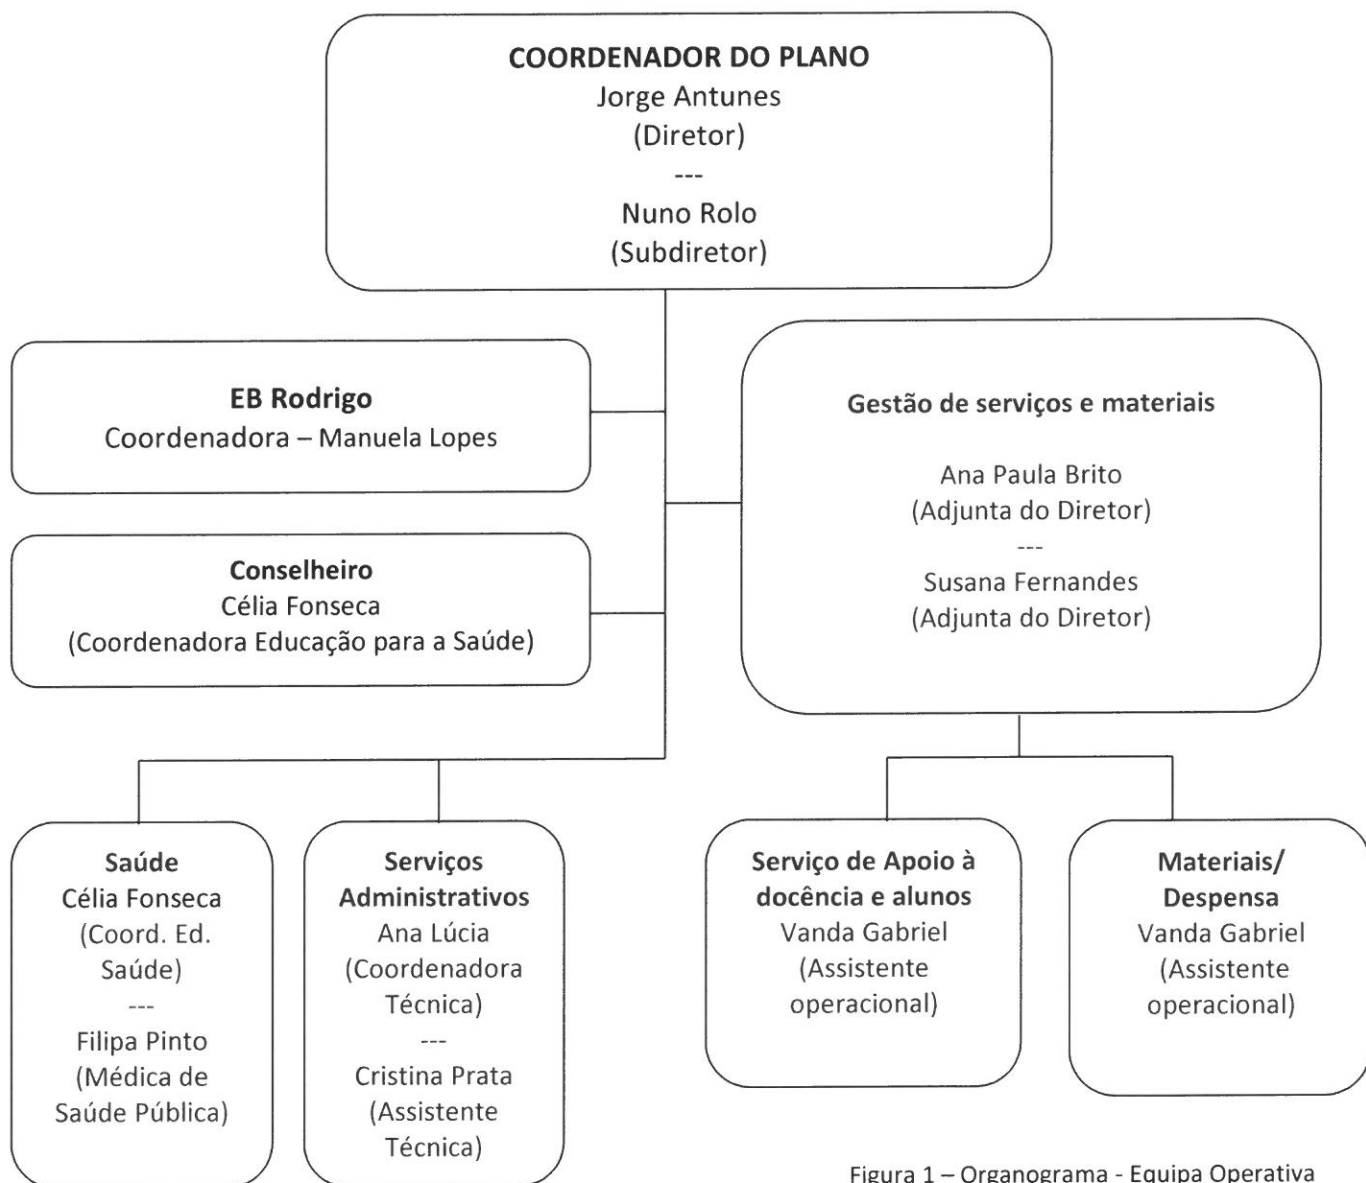 COORDENADOR DO PLANO
Jorge Antunes
(Diretor)
---
Nuno Rolo
(Subdiretor)
EB Rodrigo
Coordenadora – Manuela Lopes
Conselheiro
Célia Fonseca
(Coordenadora Educação para a Saúde)
Gestão de serviços e materiais
Ana Paula Brito
(Adjunta do Diretor)
---
Susana Fernandes
(Adjunta do Diretor)
Saúde
Célia Fonseca
(Coord. Ed.
Saúde)
---
Filipa Pinto
(Médica de
Saúde Pública)
Serviços
Administrativos
Ana Lúcia
(Coordenadora
Técnica)
---
Cristina Prata
(Assistente
Técnica)
Serviço de Apoio à
docência e alunos
Vanda Gabriel
(Assistente
operacional)
Materiais/
Despensa
Vanda Gabriel
(Assistente
operacional)
Figura 1 – Organograma - Equipa Operativa